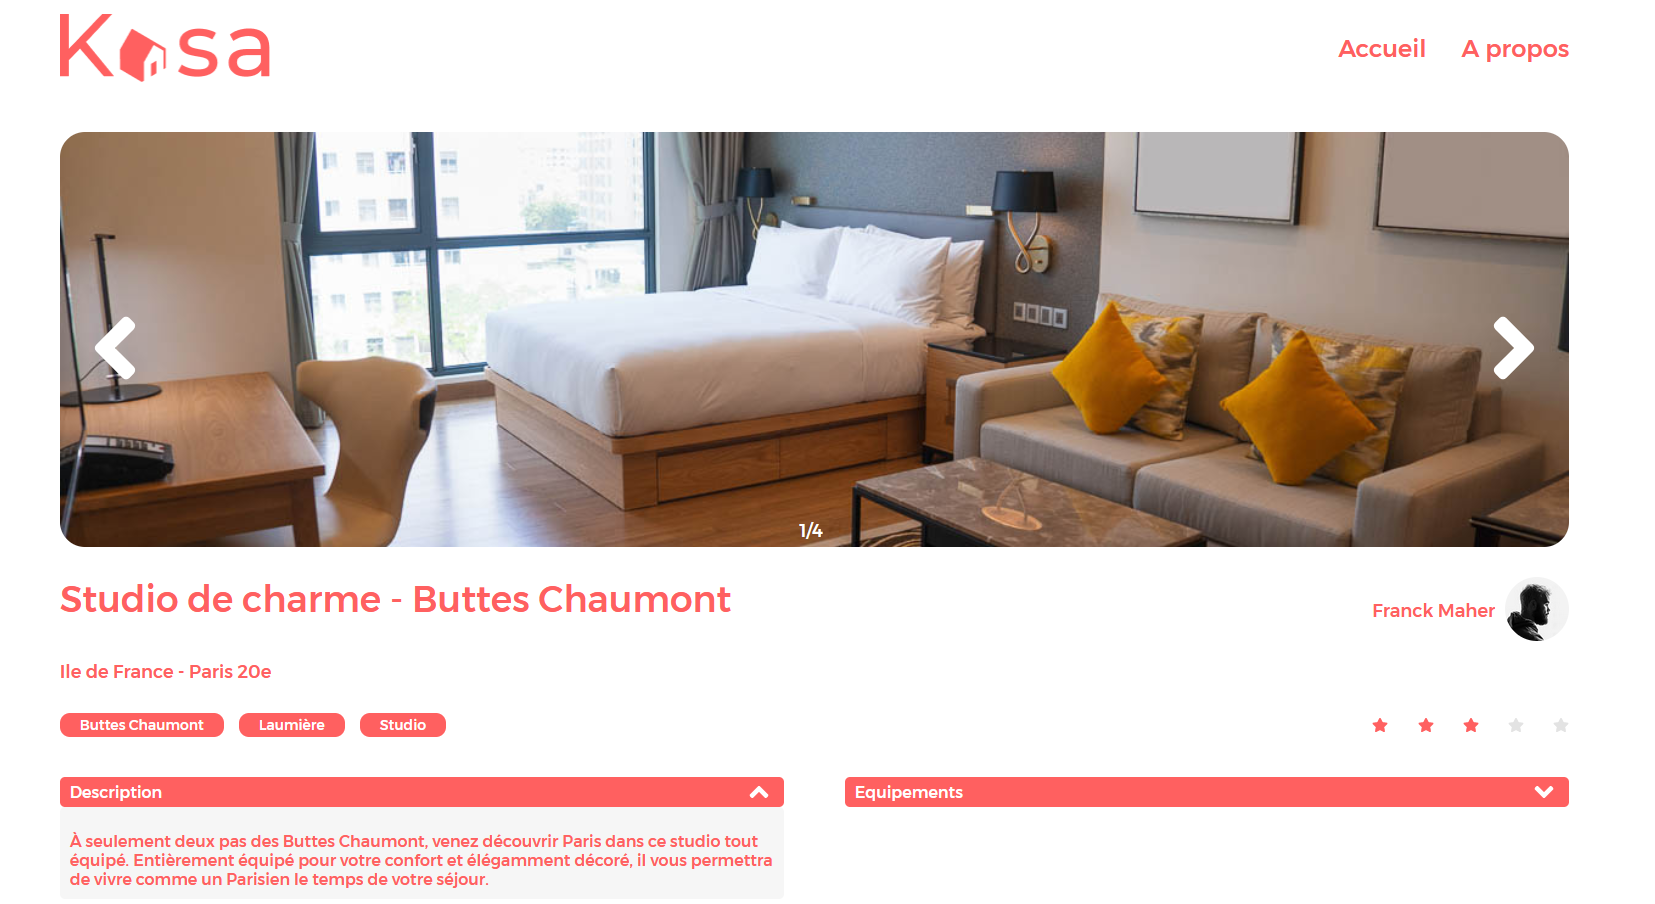 Kasa
Accueil A propos
1/4
Studio de charme - Buttes Chaumont
Franck Maher
Ile de France - Paris 20e
Buttes Chaumont Laumière Studio
Description
Equipements
À seulement deux pas des Buttes Chaumont, venez découvrir Paris dans ce studio tout
équipé. Entièrement équipé pour votre confort et élégamment décoré, il vous permettra
de vivre comme un Parisien le temps de votre séjour.